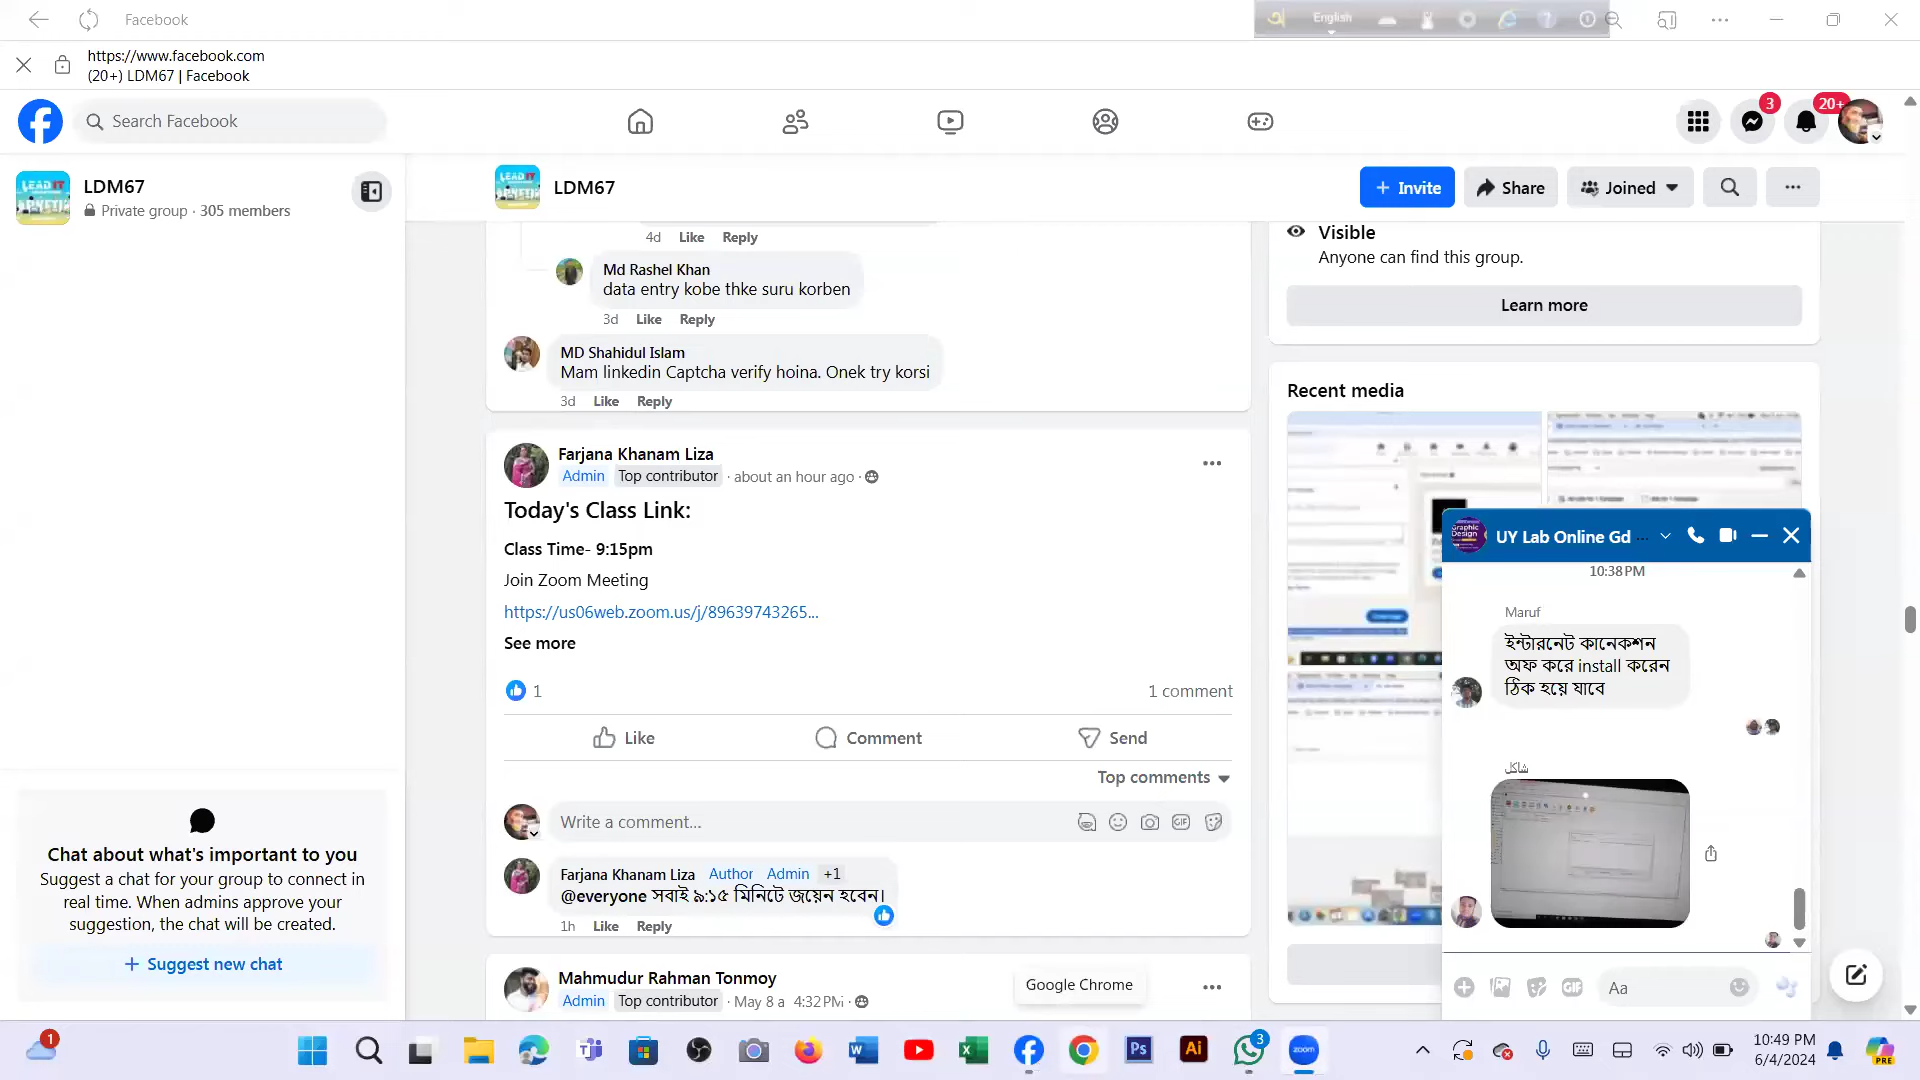 Facebook
English
https://www.facebook.com
(20+) LDM67 | Facebook
Search Facebook
3
20+
LDM67
Private group · 305 members
LDM67
Invite
Share
Joined
4d Like Reply
Md Rashel Khan
data entry kobe thke suru korben
3d Like Reply
MD Shahidul Islam
Mam linkedin Captcha verify hoina. Onek try korsi
3d Like Reply
Farjana Khanam Liza
Admin Top contributor · about an hour ago ·
Today's Class Link:
Class Time- 9:15pm
Join Zoom Meeting
https://us06web.zoom.us/j/89639743265...
See more
1
1 comment
Like
Comment
Send
Top comments
Write a comment...
GIF
Farjana Khanam Liza Author Admin +1
@everyone সবাই ৯:১৫ মিনিটে জয়েন হবেন।
1h Like Reply
Mahmudur Rahman Tonmoy
Admin Top contributor · May 8 a 4:32 PM ·
Google Chrome
Visible
Anyone can find this group.
Learn more
Recent media
UY Lab Online Gd ...
10:38 PM
Maruf
ইন্টারনেট কানেকশন
অফ করে install করেন
ঠিক হয়ে যাবে
شاكل
GIF
Aa
Chat about what's important to you
Suggest a chat for your group to connect in
real time. When admins approve your
suggestion, the chat will be created.
+ Suggest new chat
1
Ps
Ai
3
zoom
10:49 PM
6/4/2024
PRE